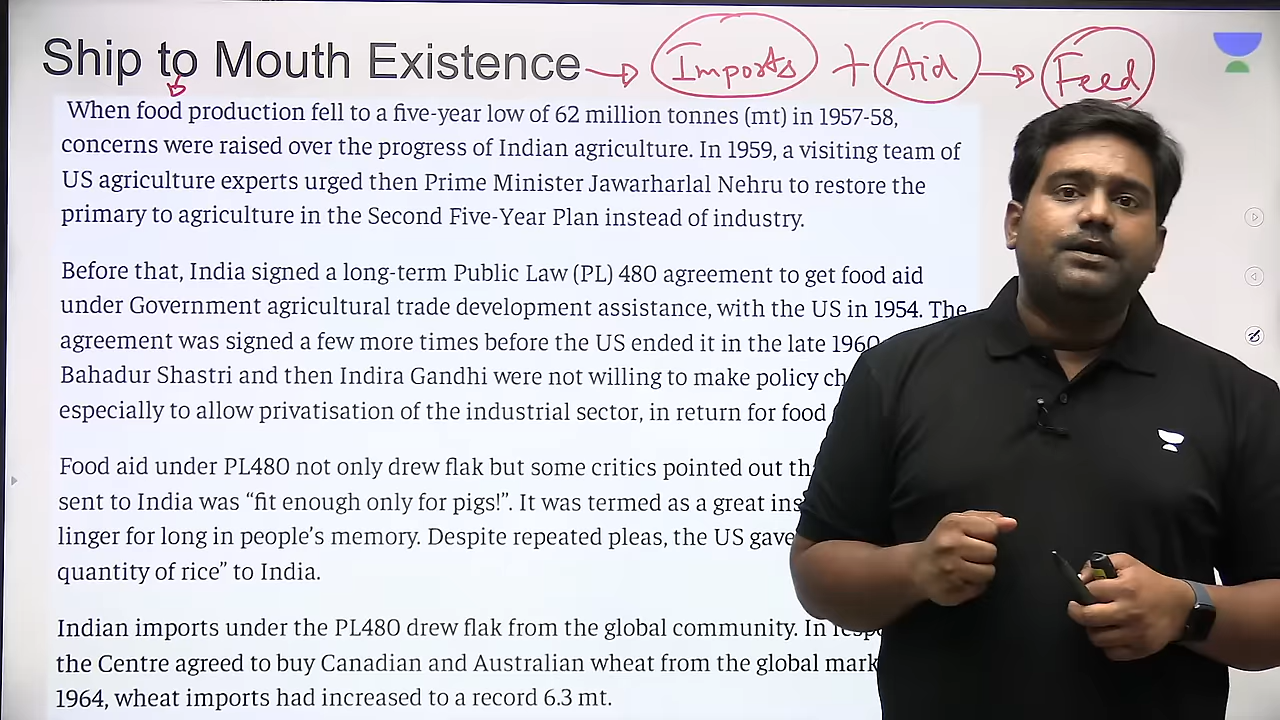 Ship to Mouth Existence → Imports + Aid → Feed
When food production fell to a five-year low of 62 million tonnes (mt) in 1957-58,
concerns were raised over the progress of Indian agriculture. In 1959, a visiting team of
US agriculture experts urged then Prime Minister Jawarharlal Nehru to restore the
primary to agriculture in the Second Five-Year Plan instead of industry.
Before that, India signed a long-term Public Law (PL) 480 agreement to get food aid
under Government agricultural trade development assistance, with the US in 1954. The
agreement was signed a few more times before the US ended it in the late 1960
Bahadur Shastri and then Indira Gandhi were not willing to make policy ch
especially to allow privatisation of the industrial sector, in return for food
Food aid under PL480 not only drew flak but some critics pointed out th
sent to India was “fit enough only for pigs!”. It was termed as a great ins
linger for long in people’s memory. Despite repeated pleas, the US gave
quantity of rice” to India.
Indian imports under the PL480 drew flak from the global community. In resp
the Centre agreed to buy Canadian and Australian wheat from the global mark
1964, wheat imports had increased to a record 6.3 mt.